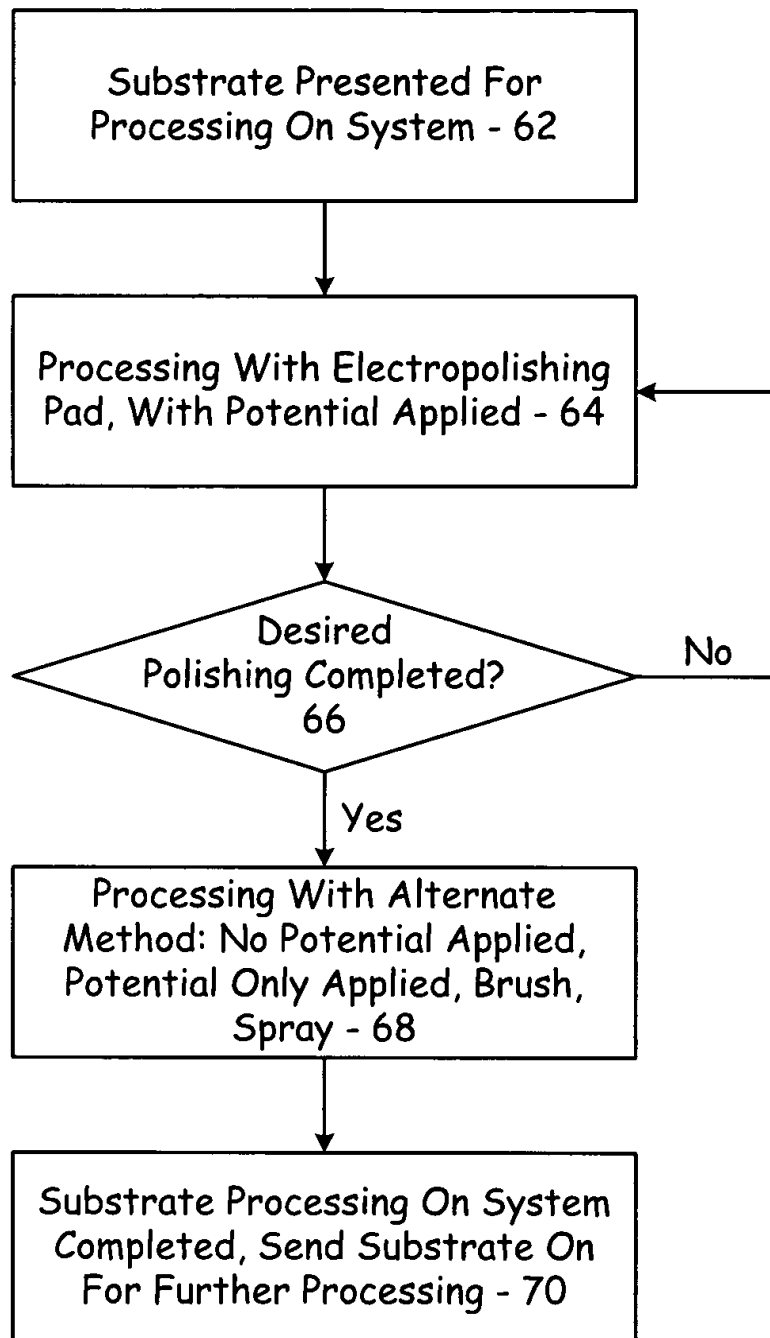 Substrate Presented For
Processing On System - 62
Processing With Electropolishing
Pad, With Potential Applied - 64
Desired
Polishing Completed?
66
No
Yes
Processing With Alternate
Method: No Potential Applied,
Potential Only Applied, Brush,
Spray - 68
Substrate Processing On System
Completed, Send Substrate On
For Further Processing - 70